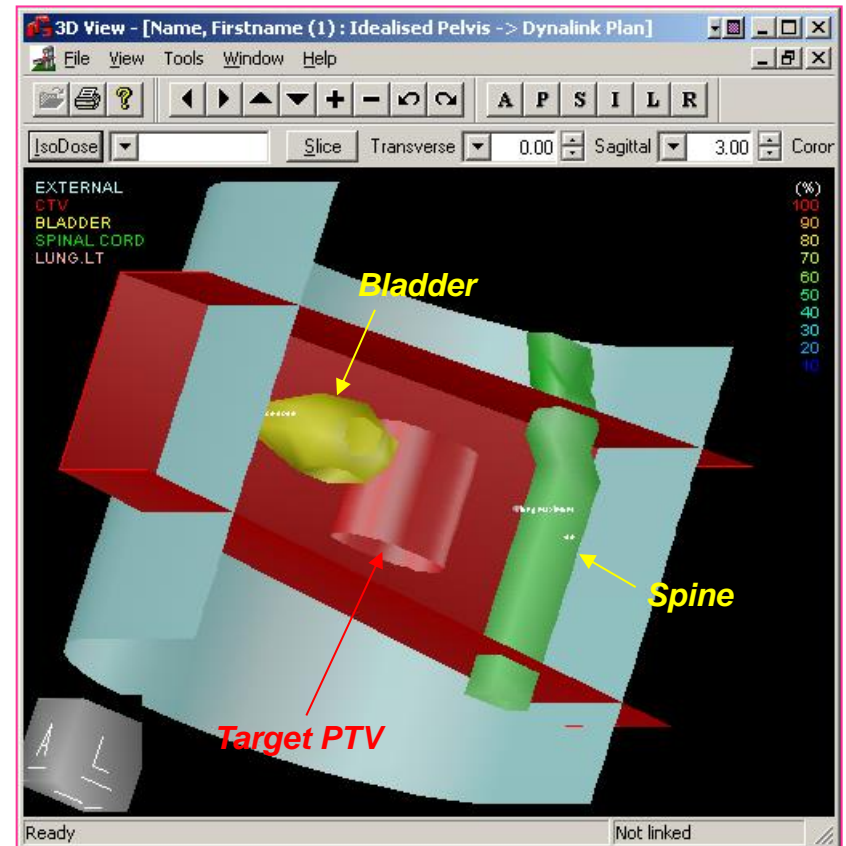 3D View - [Name, Firstname (1) : Idealised Pelvis -> Dynalink Plan]
File View Tools Window Help
A P S I L R
IsoDose Slice Transverse 0.00 Sagittal 3.00 Coror
EXTERNAL
CTV
BLADDER
SPINAL CORD
LUNG.LT
(%)
100
90
80
70
60
50
40
30
20
10
Bladder
Spine
Target PTV
A L
Ready Not linked